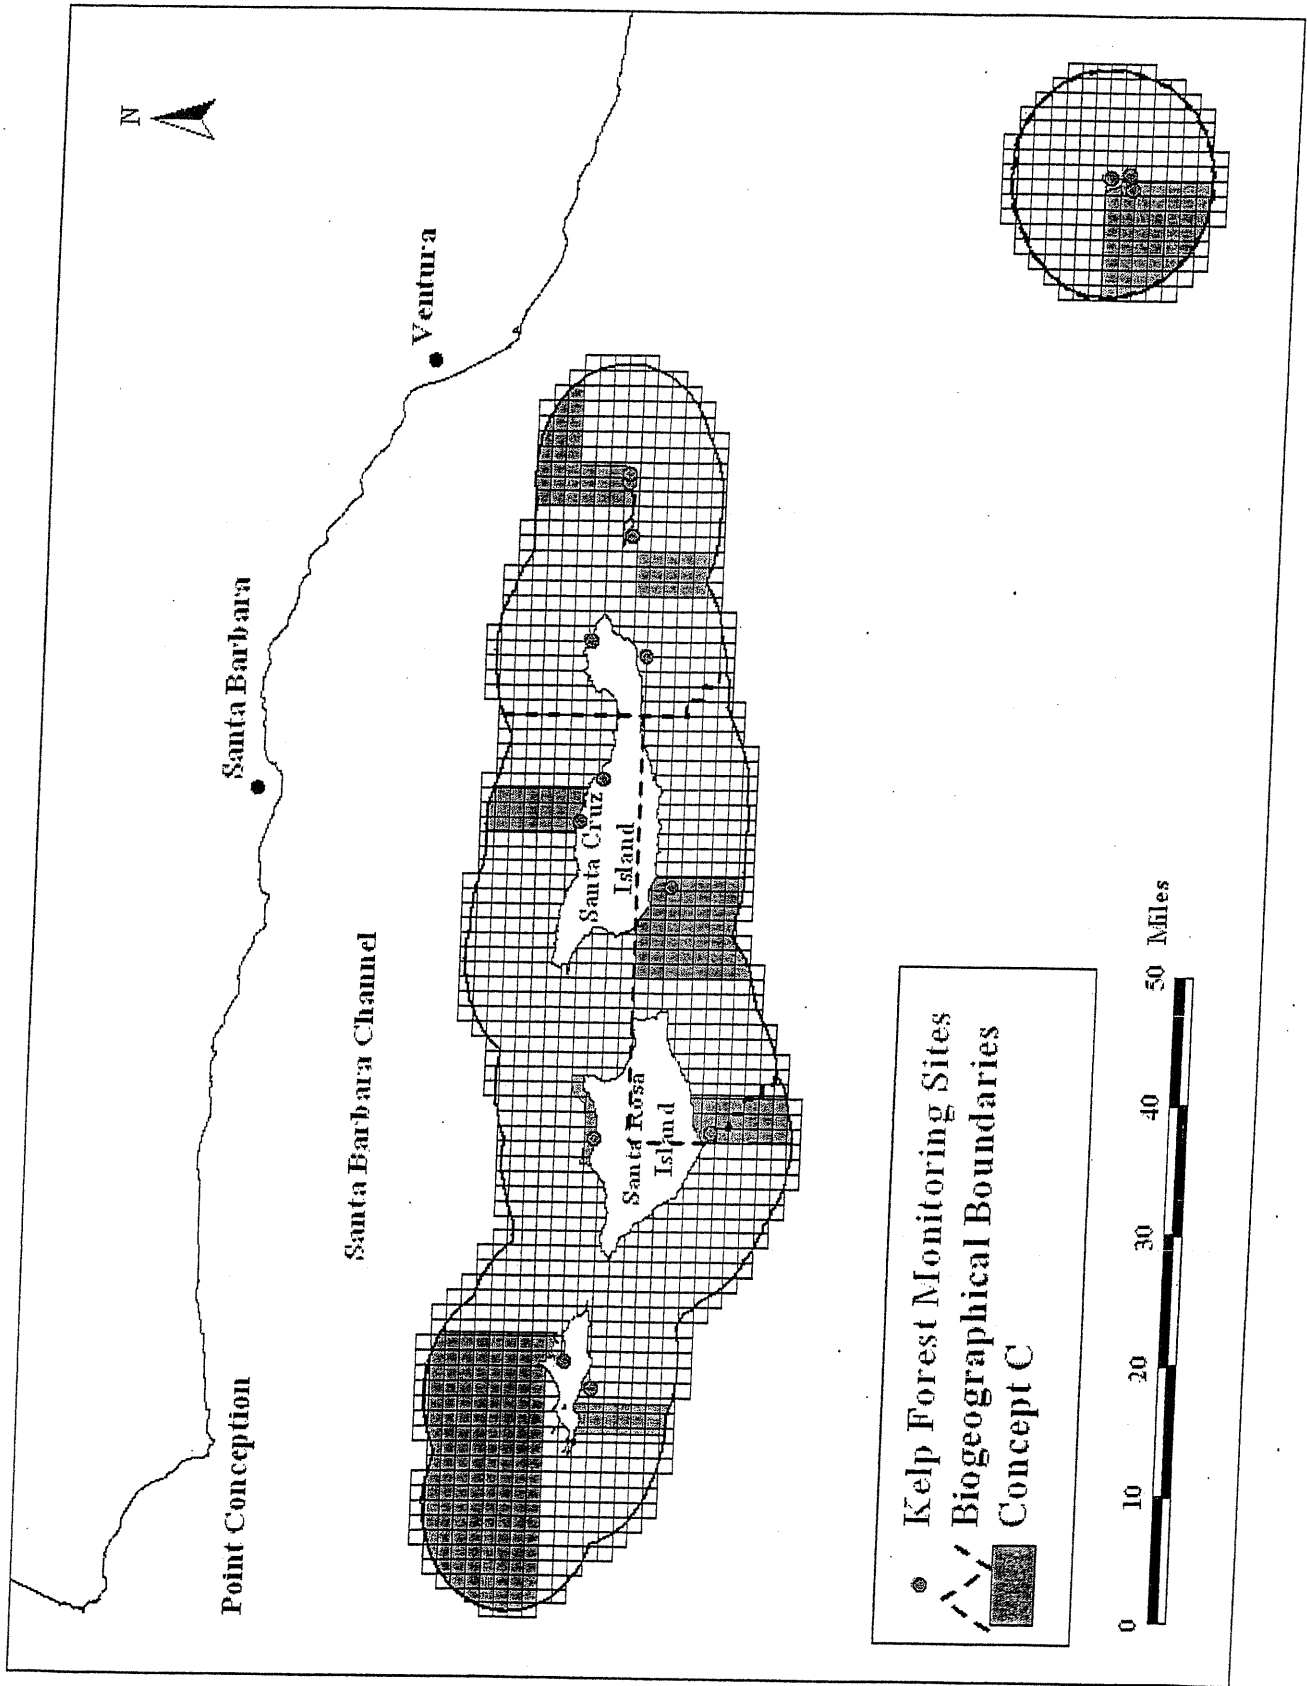 N
Point Conception
Santa Barbara
Ventura
Santa Barbara Channel
Santa Cruz
Island
Santa Rosa
Island
Kelp Forest Monitoring Sites
Biogeographical Boundaries
Concept C
0 10 20 30 40 50 Miles